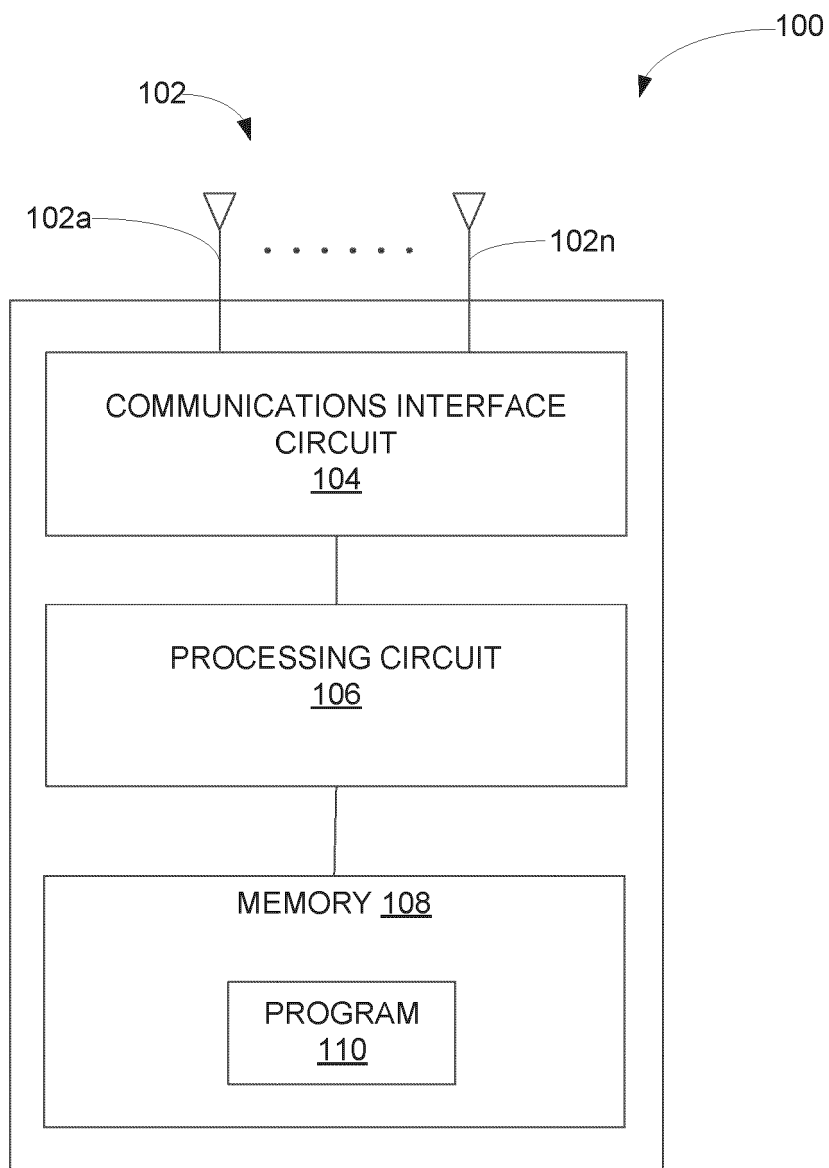 100
102
102a
102n
COMMUNICATIONS INTERFACE
CIRCUIT
104
PROCESSING CIRCUIT
106
MEMORY 108
PROGRAM
110